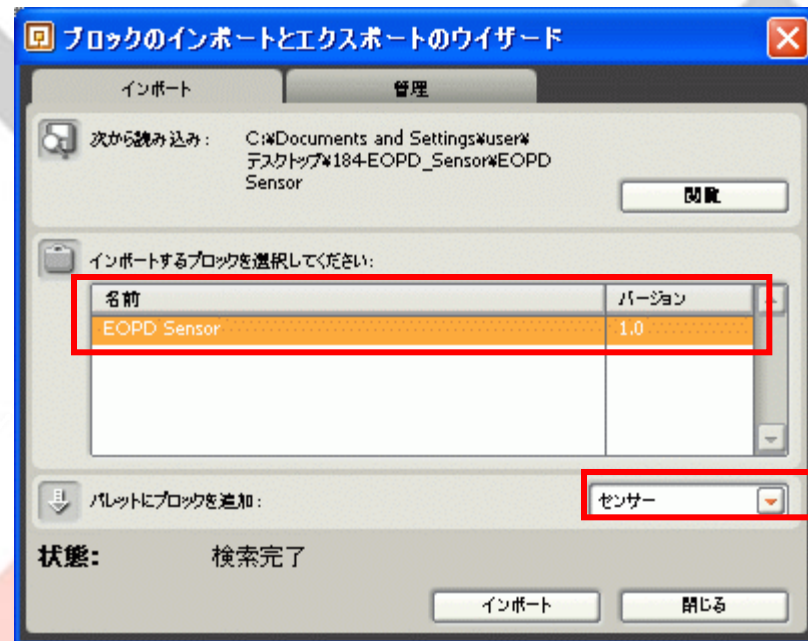 ブロックのインポートとエクスポートのウイザード
インポート 管理
次から読み込み: C:¥Documents and Settings¥user¥
デスクトップ¥184-EOPD_Sensor¥EOPD
Sensor
閲覧
インポートするブロックを選択してください:
名前 バージョン
EOPD Sensor 1.0
パレットにブロックを追加: センサー
状態: 検索完了
インポート 閉じる